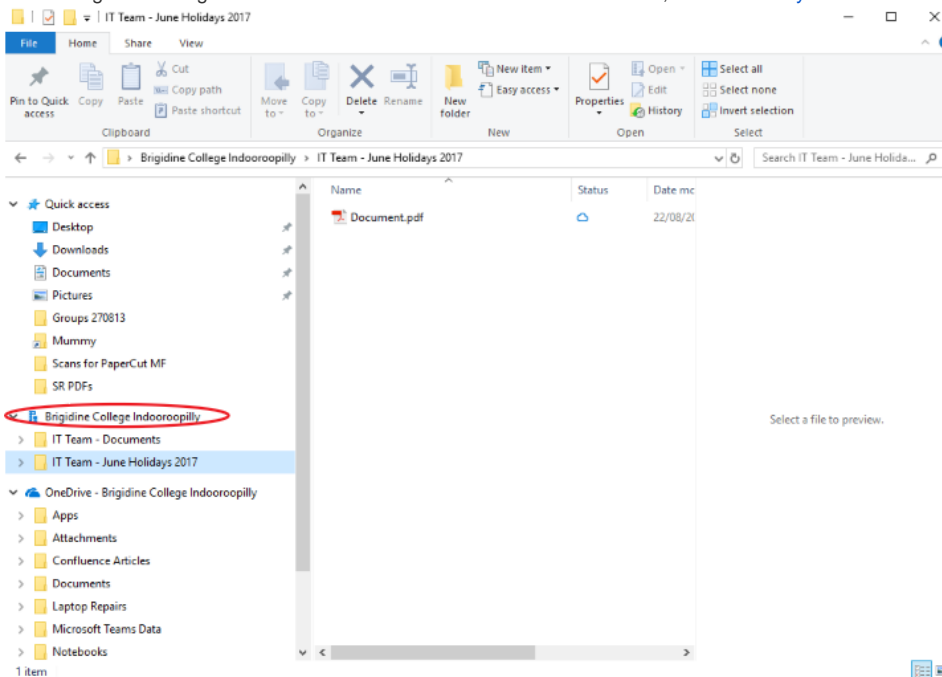 IT Team - June Holidays 2017
File Home Share View
Pin to Quick access
Copy
Paste
Cut
Copy path
Paste shortcut
Clipboard
Move to
Copy to
Delete
Rename
Organize
New folder
New item
Easy access
New
Properties
Open
Edit
History
Open
Select all
Select none
Invert selection
Select
Brigidine College Indooroopilly > IT Team - June Holidays 2017
Search IT Team - June Holida...
Quick access
Desktop
Downloads
Documents
Pictures
Groups 270813
Mummy
Scans for PaperCut MF
SR PDFs
Brigidine College Indooroopilly
IT Team - Documents
IT Team - June Holidays 2017
OneDrive - Brigidine College Indooroopilly
Apps
Attachments
Confluence Articles
Documents
Laptop Repairs
Microsoft Teams Data
Notebooks
Name Status Date mc
Document.pdf 22/08/20
Select a file to preview.
1 item